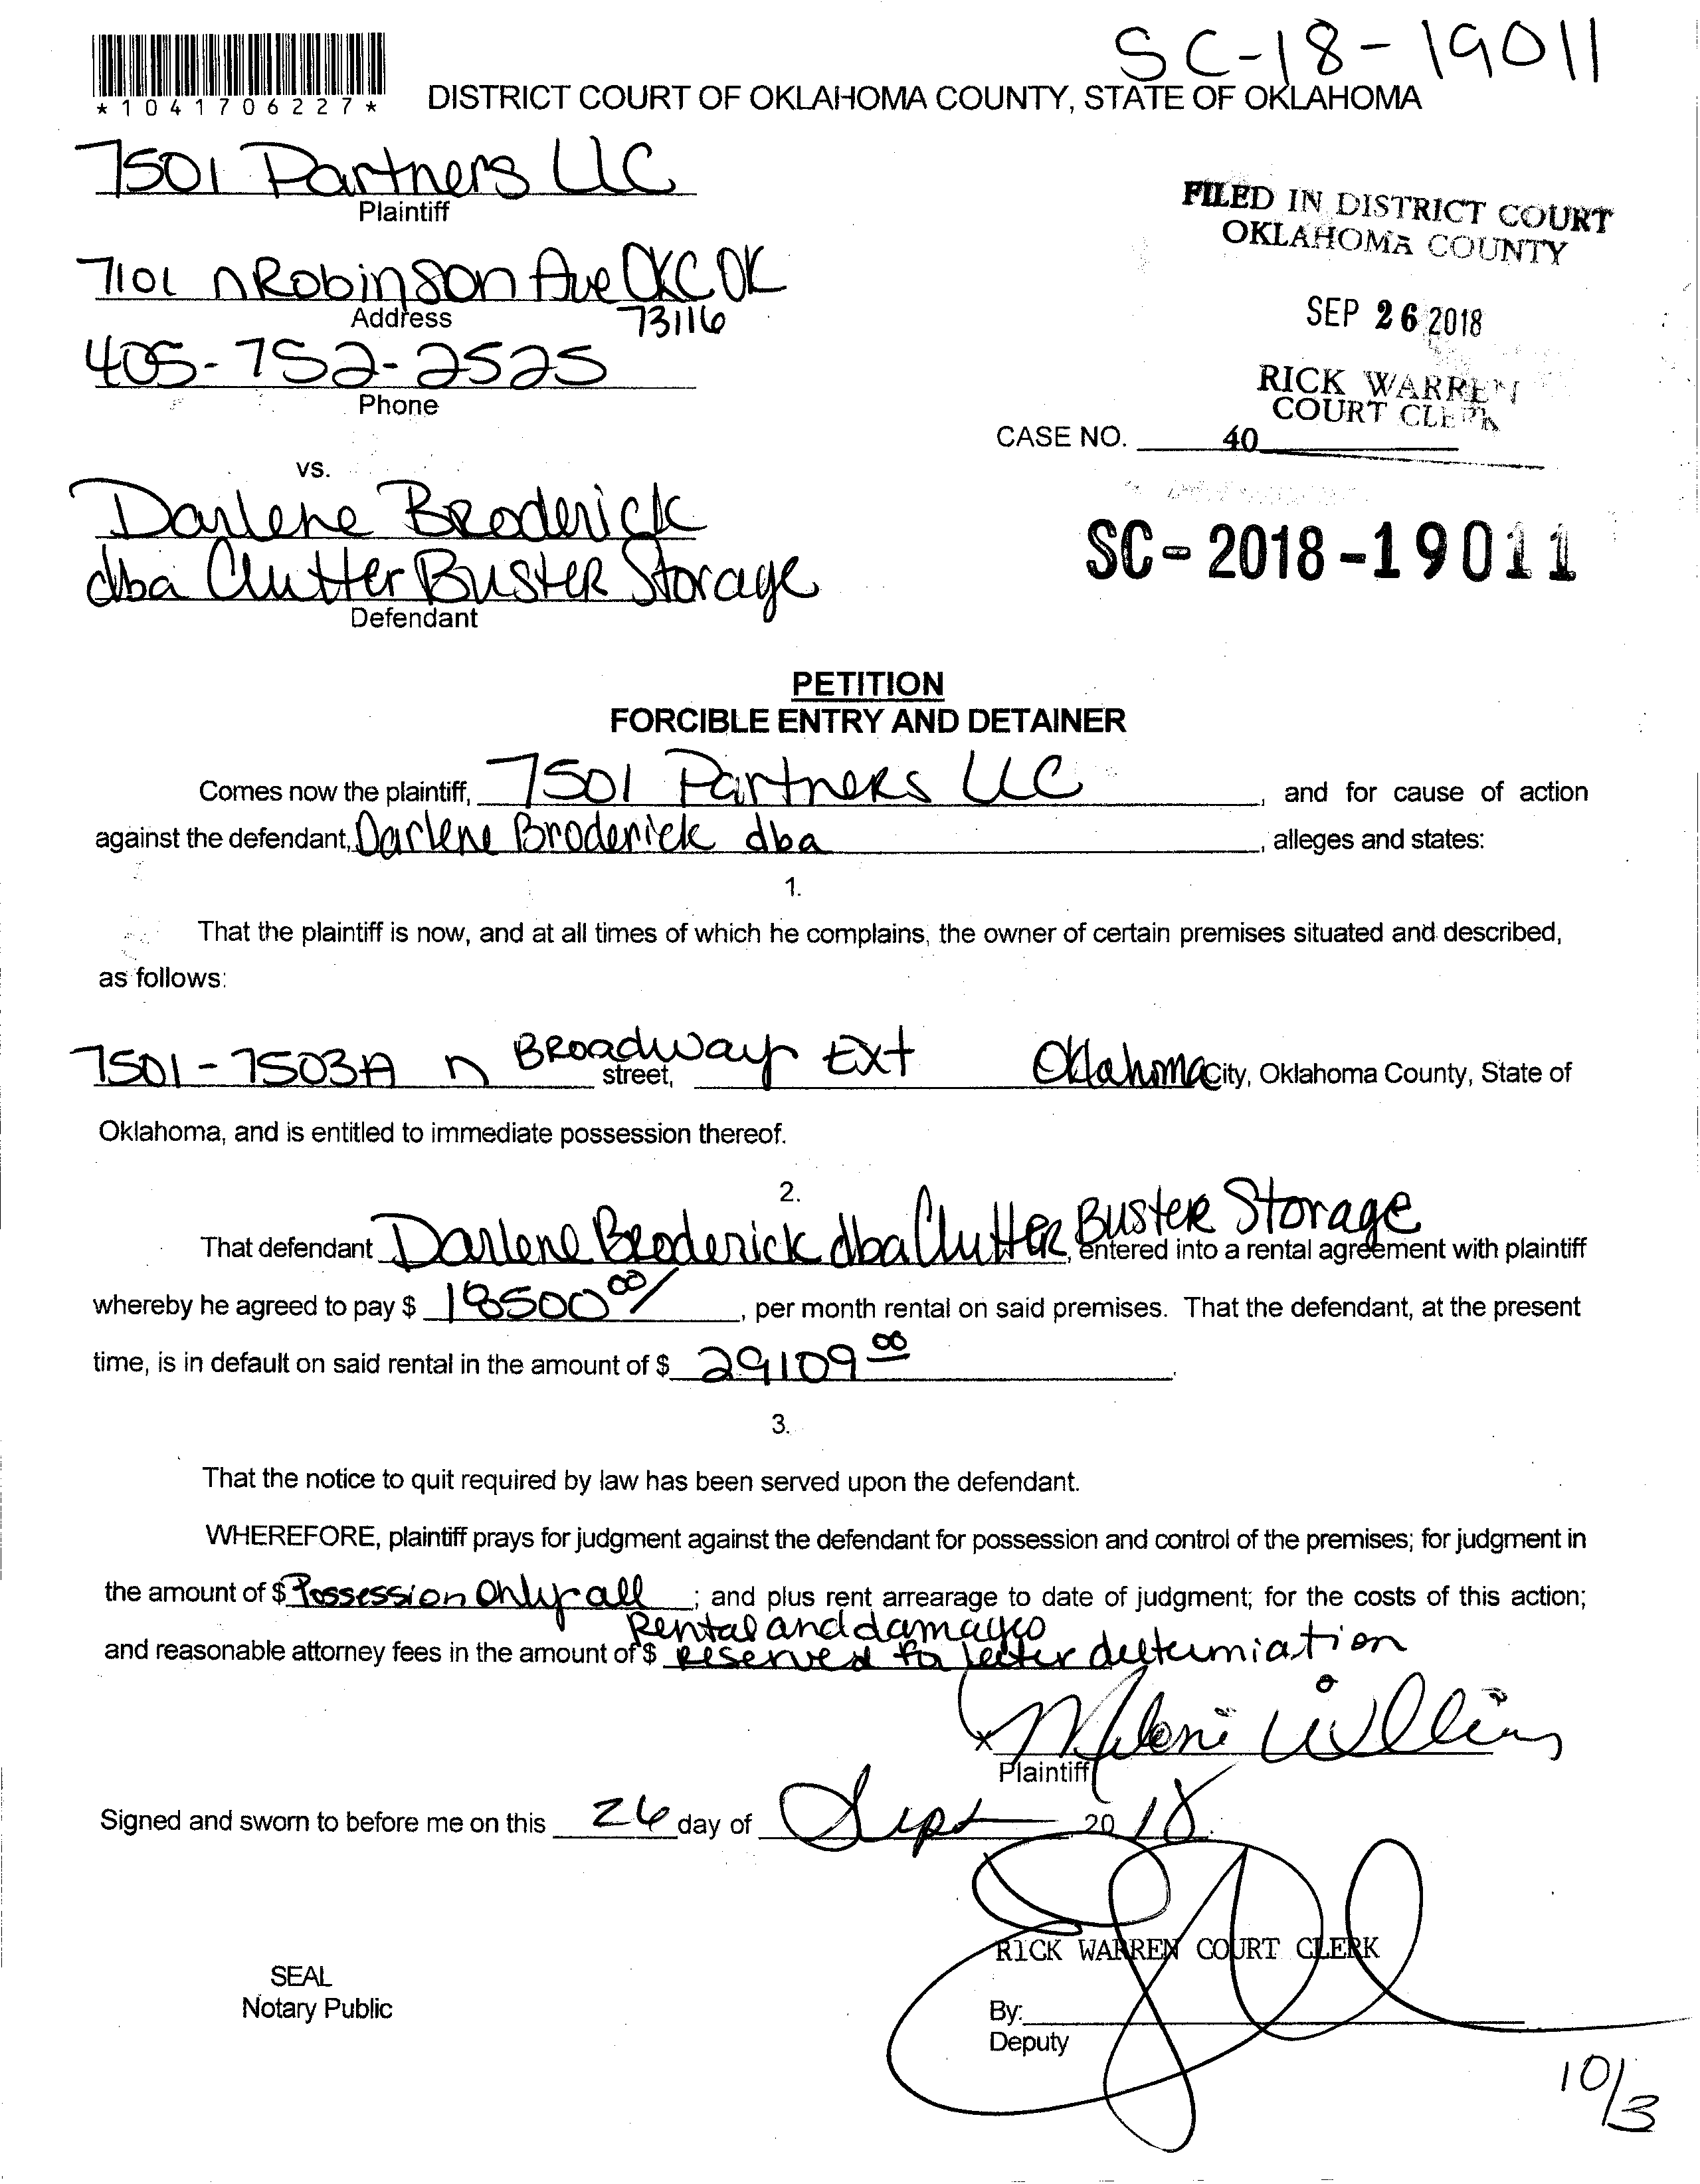 SC-18-19011
*1041706227*
DISTRICT COURT OF OKLAHOMA COUNTY, STATE OF OKLAHOMA
7501 Partners LLC
Plaintiff
FILED IN DISTRICT COURT
OKLAHOMA COUNTY
7101 N Robinson Ave OKC OK
Address
73116
SEP 26 2018
405-752-2525
Phone
RICK WARREN
COURT CLERK
CASE NO.
40
vs.
Darlene Broderick
SC-2018-19011
dba Clutter Buster Storage
Defendant
PETITION
FORCIBLE ENTRY AND DETAINER
Comes now the plaintiff, 7501 Partners LLC, and for cause of action
against the defendant, Darlene Broderick dba, alleges and states:
1.
That the plaintiff is now, and at all times of which he complains, the owner of certain premises situated and described,
as follows:
7501-7503A N Broadway Ext Oklahoma City, Oklahoma County, State of
street,
Oklahoma, and is entitled to immediate possession thereof.
2.
That defendant Darlene Broderick dba Clutter Buster Storage, entered into a rental agreement with plaintiff
whereby he agreed to pay $ 18500 00/, per month rental on said premises. That the defendant, at the present
time, is in default on said rental in the amount of $ 29109 00.
3.
That the notice to quit required by law has been served upon the defendant.
WHEREFORE, plaintiff prays for judgment against the defendant for possession and control of the premises; for judgment in
the amount of $ Possession Only all; and plus rent arrearage to date of judgment; for the costs of this action;
Rental and damages
and reasonable attorney fees in the amount of $ reserved for determiation
x
Plaintiff
Signed and sworn to before me on this 26 day of Sept 2018.
RICK WARREN COURT CLERK
SEAL
Notary Public
By:
Deputy
10/3